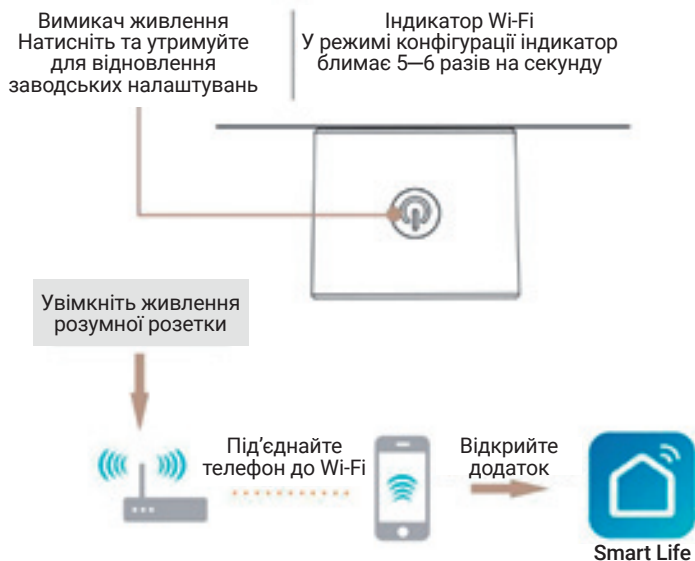 Вимикач живлення
Натисніть та утримуйте
для відновлення
заводських налаштувань
Індикатор Wi-Fi
У режимі конфігурації індикатор
блимає 5—6 разів на секунду
Увімкніть живлення
розумної розетки
Під’єднайте
телефон до Wi-Fi
Відкрийте
додаток
Smart Life